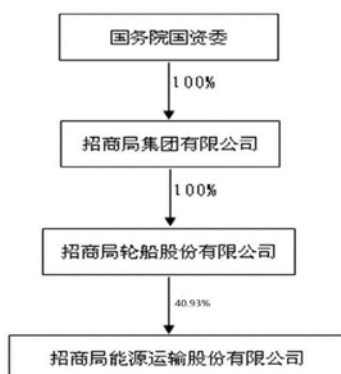 国务院国资委
100%
招商局集团有限公司
100%
招商局轮船股份有限公司
40.93%
招商局能源运输股份有限公司